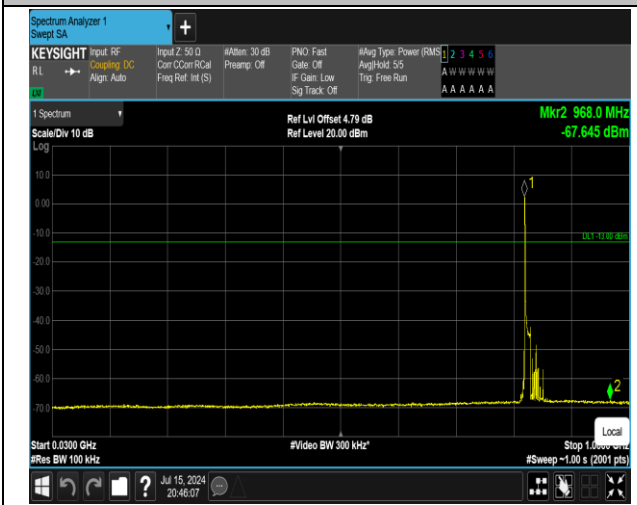 Spectrum Analyzer 1
Swept SA
+
KEYSIGHT
RL
LXI
Input: RF
Coupling: DC
Align: Auto
Input Z: 50 Ω
Corr CCorr RCal
Freq Ref: Int (S)
#Atten: 30 dB
Preamp: Off
PNO: Fast
Gate: Off
IF Gain: Low
Sig Track: Off
#Avg Type: Power (RMS
Avg|Hold: 5/5
Trig: Free Run
1 2 3 4 5 6
A W W W W W
A A A A A A
1 Spectrum
Scale/Div 10 dB
Log
Ref Lvl Offset 4.79 dB
Ref Level 20.00 dBm
Mkr2 968.0 MHz
-67.645 dBm
10.0
0.00
-10.0
-20.0
-30.0
-40.0
-50.0
-60.0
-70.0
1
DL1 -13.00 dBm
2
Local
Start 0.0300 GHz
#Res BW 100 kHz
#Video BW 300 kHz*
Stop
#Sweep ~1.00 s (2001 pts)
?
Jul 15, 2024
20:46:07